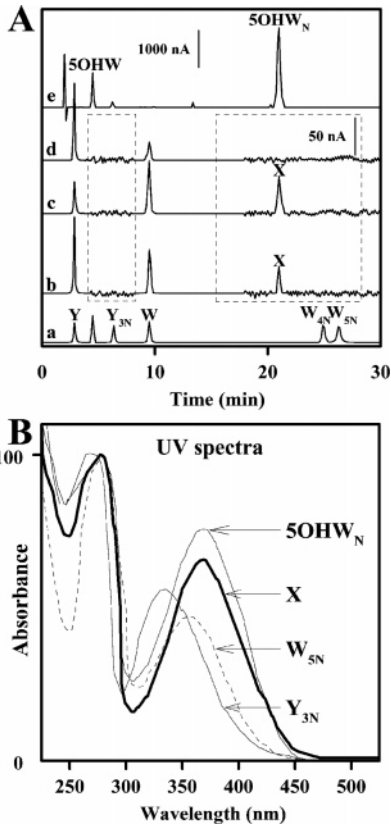 A
5OHW_N
1000 nA
5OHW
e
50 nA
d
X
c
X
b
Y Y_3N W W_4N W_5N
a
0 10 20 30
Time (min)
B
UV spectra
100
5OHW_N
X
Absorbance
W_5N
Y_3N
0
250 300 350 400 450 500
Wavelength (nm)